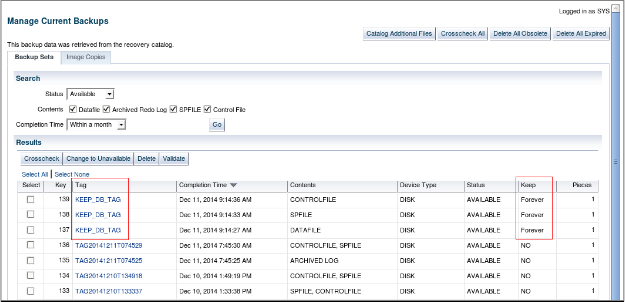 Logged in as SYS
Manage Current Backups
Catalog Additional Files Crosscheck All Delete All Obsolete Delete All Expired
This backup data was retrieved from the recovery catalog.
Backup Sets Image Copies
Search
Status Available
Contents Datafile Archived Redo Log SPFILE Control File
Completion Time Within a month Go
Results
Crosscheck Change to Unavailable Delete Validate
Select All Select None
Select Key Tag Completion Time Contents Device Type Status Keep Pieces
139 KEEP_DB_TAG Dec 11, 2014 9:14:36 AM CONTROLFILE DISK AVAILABLE Forever 1
138 KEEP_DB_TAG Dec 11, 2014 9:14:33 AM SPFILE DISK AVAILABLE Forever 1
137 KEEP_DB_TAG Dec 11, 2014 9:14:27 AM DATAFILE DISK AVAILABLE Forever 1
136 TAG20141211T074529 Dec 11, 2014 7:45:30 AM CONTROLFILE, SPFILE DISK AVAILABLE NO 1
135 TAG20141211T074525 Dec 11, 2014 7:45:25 AM ARCHIVED LOG DISK AVAILABLE NO 1
134 TAG20141210T134918 Dec 10, 2014 1:49:19 PM CONTROLFILE, SPFILE DISK AVAILABLE NO 1
133 TAG20141210T133337 Dec 10, 2014 1:33:38 PM SPFILE, CONTROLFILE DISK AVAILABLE NO 1